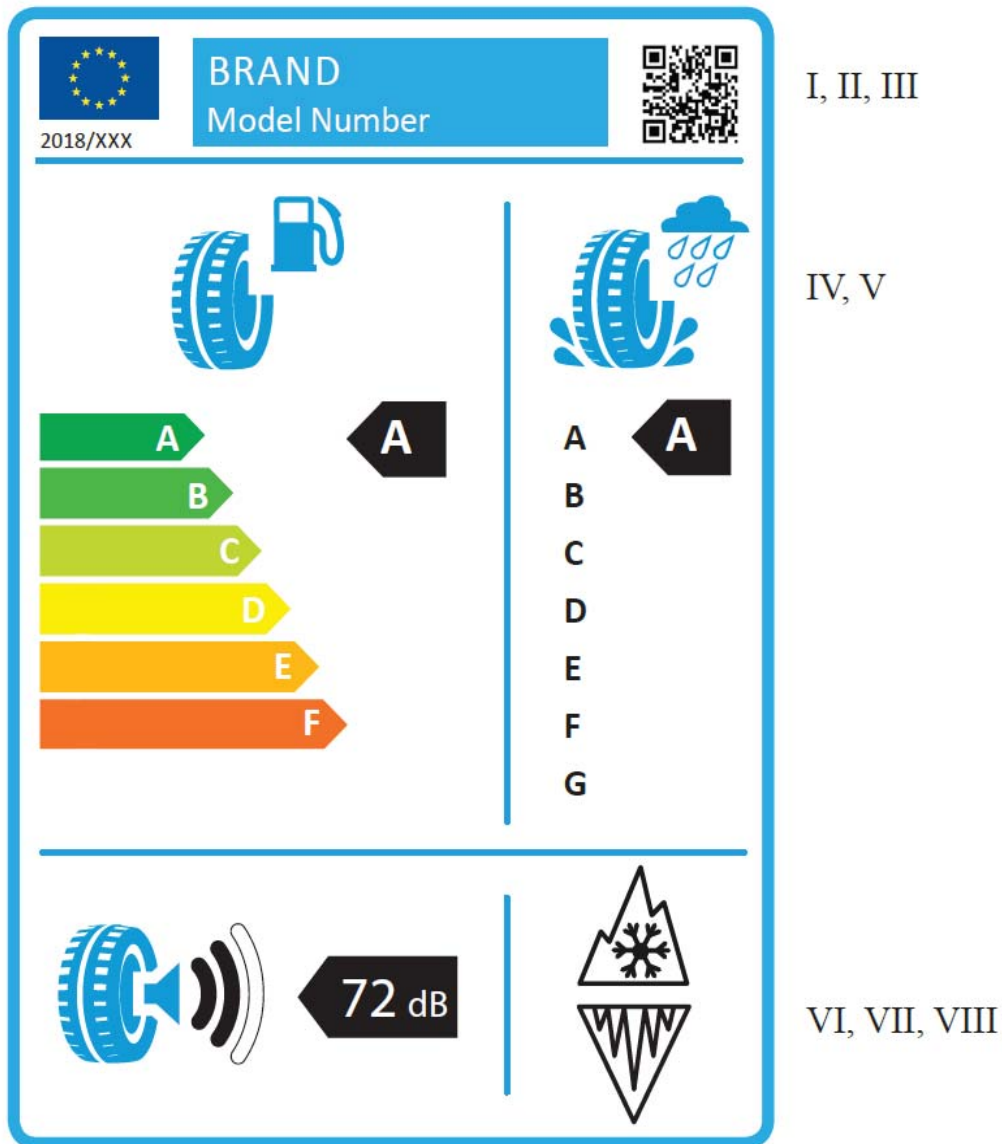 BRAND
Model Number
2018/XXX
I, II, III
IV, V
A
A
B
C
D
E
F
A
A
B
C
D
E
F
G
72 dB
VI, VII, VIII